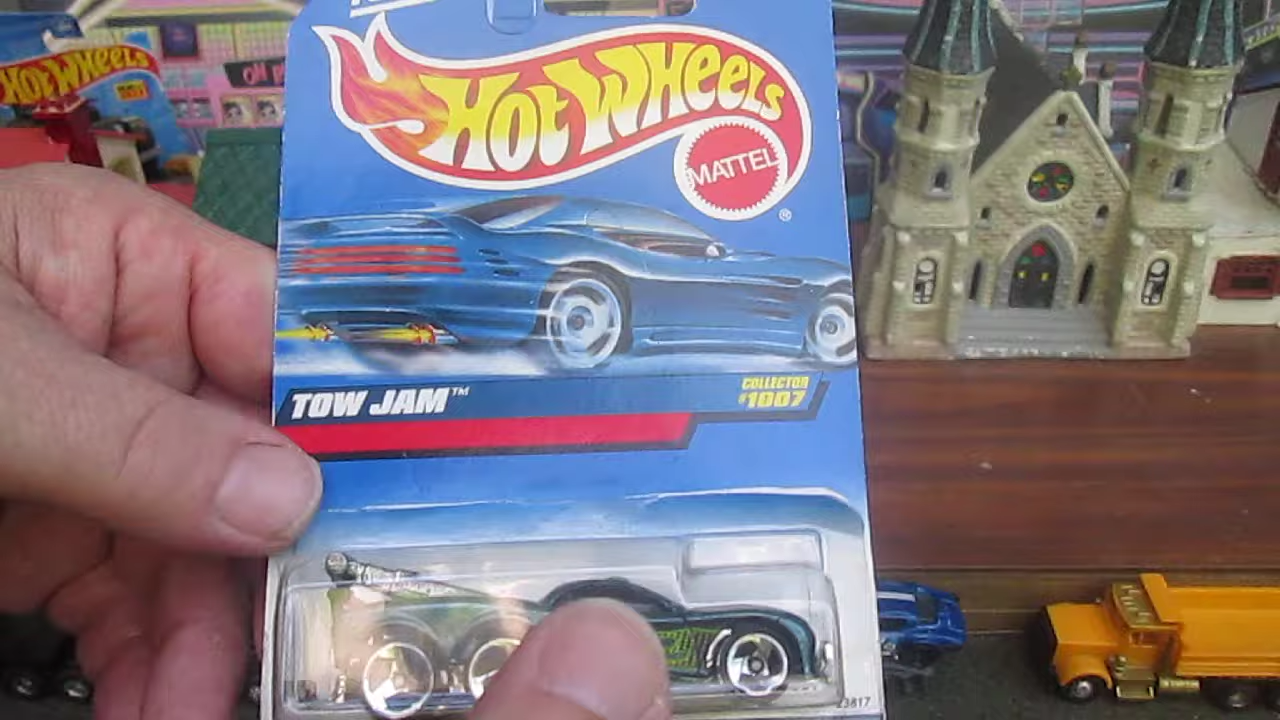 HOT WHEELS
HOT WHEELS
MATTEL
®
TOW JAM™
COLLECTOR
#1007